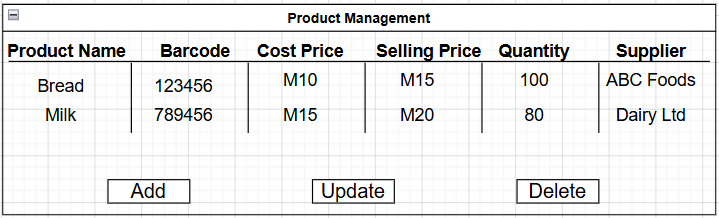 Product Management
Product Name Barcode Cost Price Selling Price Quantity Supplier
Bread 123456 M10 M15 100 ABC Foods
Milk 789456 M15 M20 80 Dairy Ltd
Add Update Delete